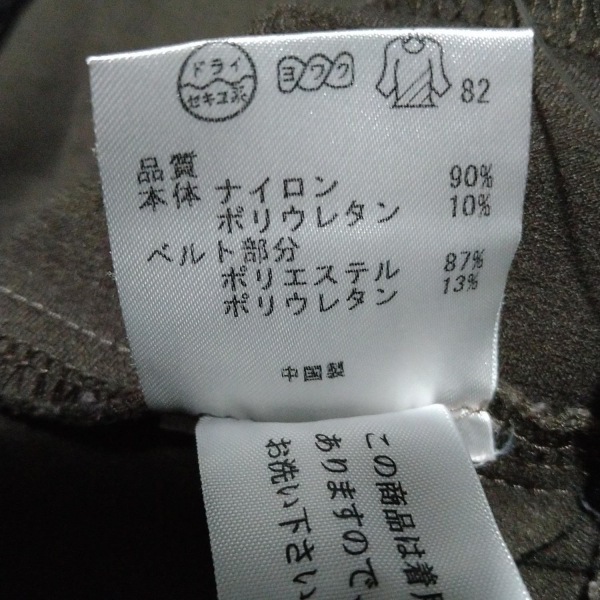 ドライ
セキユ系
ヨワク
82
品質
本体 ナイロン 90%
ポリウレタン 10%
ベルト部分
ポリエステル 87%
ポリウレタン 13%
中国製
この商品は着用
ありますので、
お洗い下さい